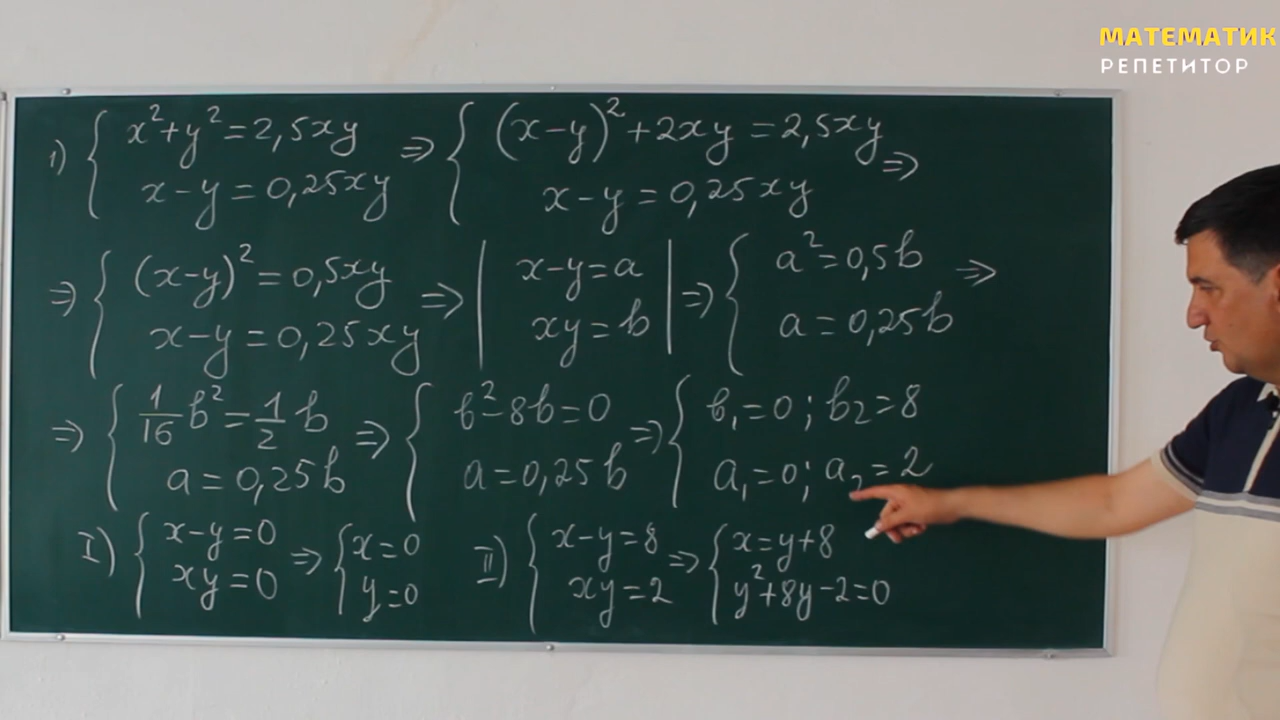 МАТЕМАТИК
РЕПЕТИТОР
1) { x²+y²=2,5xy ⇒ { (x-y)²+2xy=2,5xy ⇒
x-y=0,25xy x-y=0,25xy
⇒ { (x-y)²=0,5xy ⇒ | x-y=a | ⇒ { a²=0,5b ⇒
x-y=0,25xy xy=b a=0,25b
⇒ { 1/16 b²=1/2 b ⇒ { b²-8b=0 ⇒ { b₁=0; b₂=8
a=0,25b a=0,25b a₁=0; a₂=2
I) { x-y=0 ⇒ { x=0 II) { x-y=8 ⇒ { x=y+8
xy=0 y=0 xy=2 y²+8y-2=0